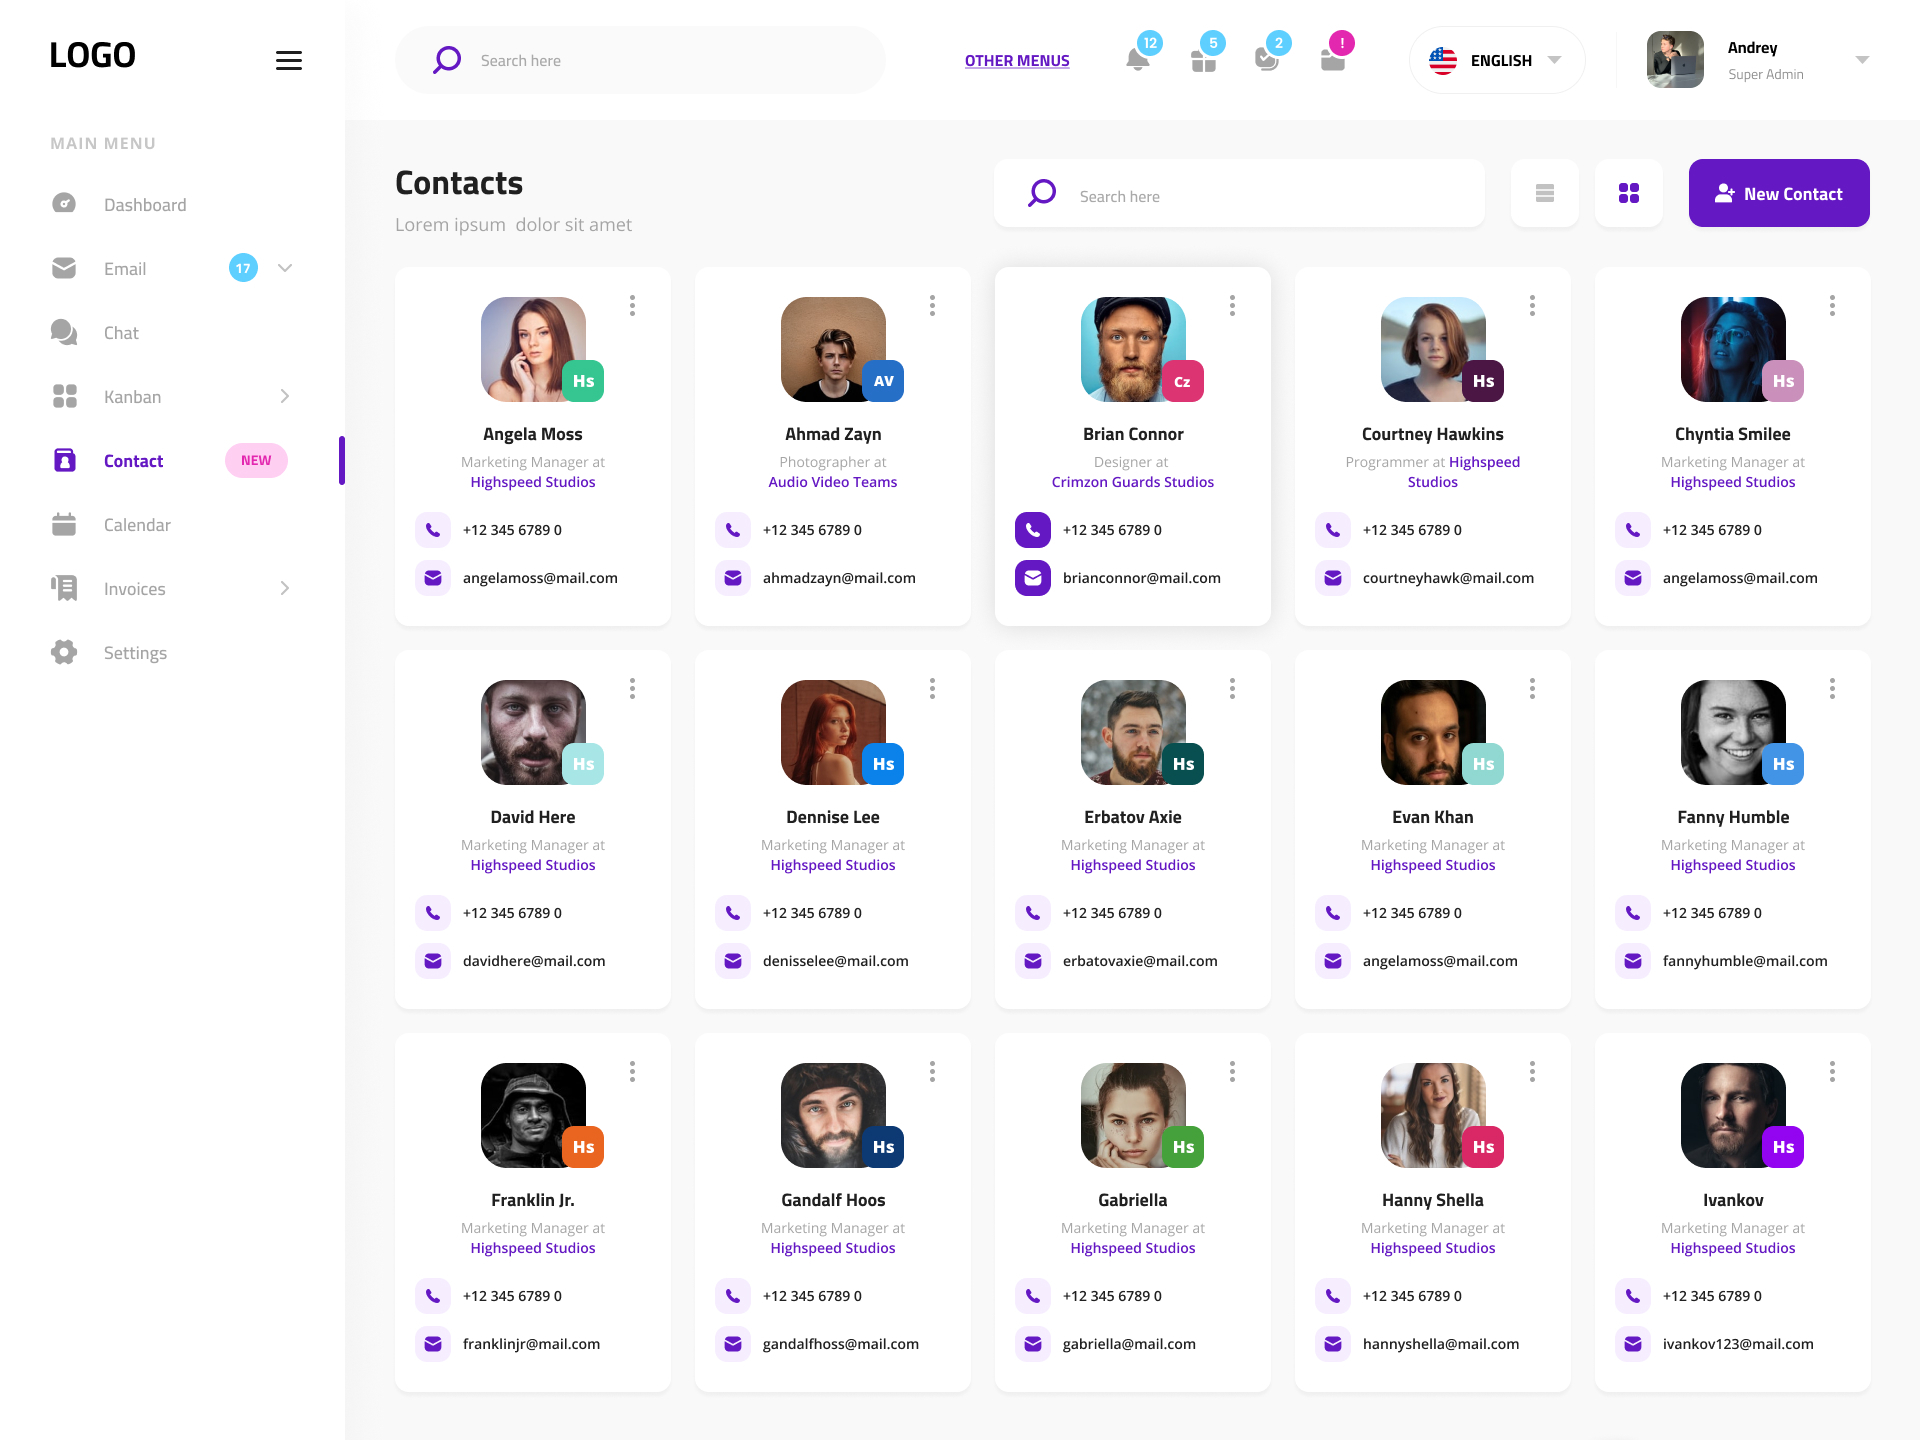 LOGO
Search here
OTHER MENUS
12
5
2
!
ENGLISH
Andrey
Super Admin
MAIN MENU
Dashboard
Email
17
Chat
Kanban
Contact
NEW
Calendar
Invoices
Settings
Contacts
Lorem ipsum  dolor sit amet
Search here
New Contact
Hs
Angela Moss
Marketing Manager at
Highspeed Studios
+12 345 6789 0
angelamoss@mail.com
AV
Ahmad Zayn
Photographer at
Audio Video Teams
+12 345 6789 0
ahmadzayn@mail.com
Cz
Brian Connor
Designer at
Crimzon Guards Studios
+12 345 6789 0
brianconnor@mail.com
Hs
Courtney Hawkins
Programmer at Highspeed
Studios
+12 345 6789 0
courtneyhawk@mail.com
Hs
Chyntia Smilee
Marketing Manager at
Highspeed Studios
+12 345 6789 0
angelamoss@mail.com
Hs
David Here
Marketing Manager at
Highspeed Studios
+12 345 6789 0
davidhere@mail.com
Hs
Dennise Lee
Marketing Manager at
Highspeed Studios
+12 345 6789 0
denisselee@mail.com
Hs
Erbatov Axie
Marketing Manager at
Highspeed Studios
+12 345 6789 0
erbatovaxie@mail.com
Hs
Evan Khan
Marketing Manager at
Highspeed Studios
+12 345 6789 0
angelamoss@mail.com
Hs
Fanny Humble
Marketing Manager at
Highspeed Studios
+12 345 6789 0
fannyhumble@mail.com
Hs
Franklin Jr.
Marketing Manager at
Highspeed Studios
+12 345 6789 0
franklinjr@mail.com
Hs
Gandalf Hoos
Marketing Manager at
Highspeed Studios
+12 345 6789 0
gandalfhoss@mail.com
Hs
Gabriella
Marketing Manager at
Highspeed Studios
+12 345 6789 0
gabriella@mail.com
Hs
Hanny Shella
Marketing Manager at
Highspeed Studios
+12 345 6789 0
hannyshella@mail.com
Hs
Ivankov
Marketing Manager at
Highspeed Studios
+12 345 6789 0
ivankov123@mail.com